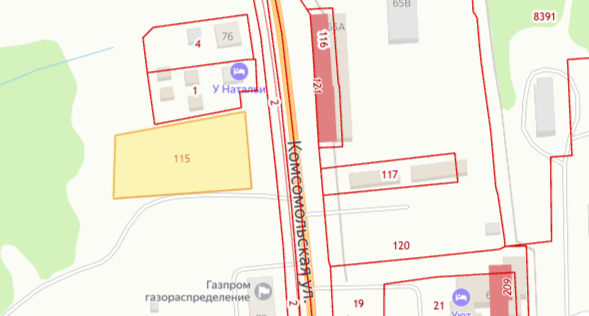 65В
8391
65А
116
76
4
121
1
У Натальи
2
Комсомольская ул.
115
117
120
Газпром
газораспределение
209
2
19
21
Уют